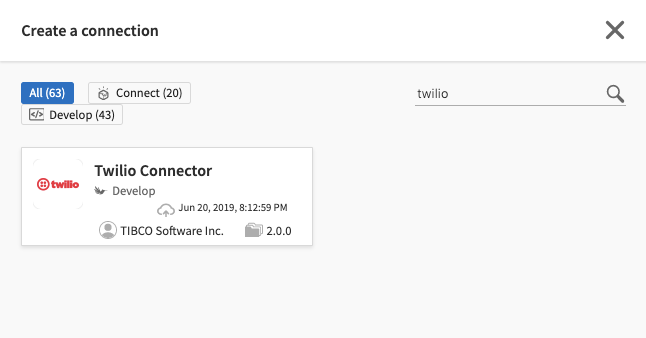 Create a connection
All (63)
Connect (20)
twilio
</> Develop (43)
twilio
Twilio Connector
Develop
Jun 20, 2019, 8:12:59 PM
TIBCO Software Inc.
2.0.0